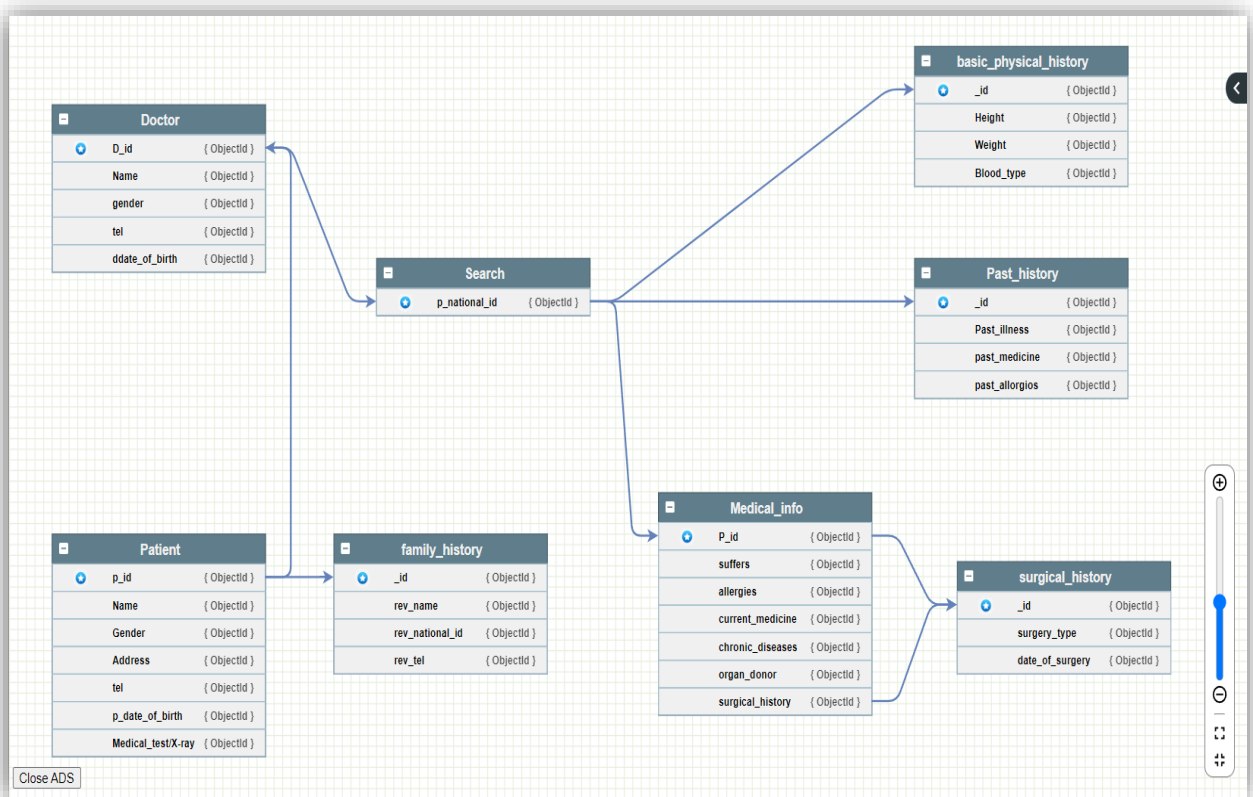 Doctor
D_id { ObjectId }
Name { ObjectId }
gender { ObjectId }
tel { ObjectId }
ddate_of_birth { ObjectId }
Search
p_national_id { ObjectId }
basic_physical_history
_id { ObjectId }
Height { ObjectId }
Weight { ObjectId }
Blood_type { ObjectId }
Past_history
_id { ObjectId }
Past_illness { ObjectId }
past_medicine { ObjectId }
past_allorgios { ObjectId }
Patient
p_id { ObjectId }
Name { ObjectId }
Gender { ObjectId }
Address { ObjectId }
tel { ObjectId }
p_date_of_birth { ObjectId }
Medical_test/X-ray { ObjectId }
family_history
_id { ObjectId }
rev_name { ObjectId }
rev_national_id { ObjectId }
rev_tel { ObjectId }
Medical_info
P_id { ObjectId }
suffers { ObjectId }
allergies { ObjectId }
current_medicine { ObjectId }
chronic_diseases { ObjectId }
organ_donor { ObjectId }
surgical_history { ObjectId }
surgical_history
_id { ObjectId }
surgery_type { ObjectId }
date_of_surgery { ObjectId }
Close ADS